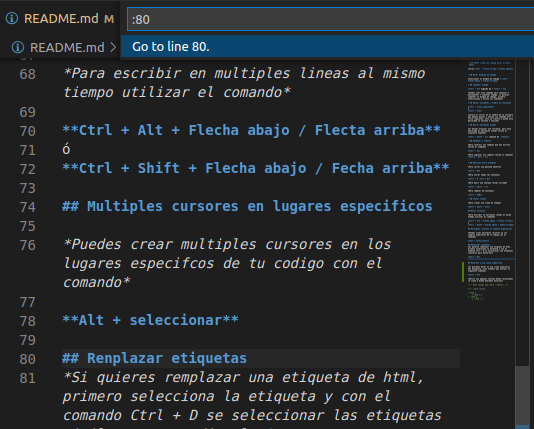 README.md M
:80
README.md >
Go to line 80.
68 *Para escribir en multiples lineas al mismo
tiempo utilizar el comando*
69
70 **Ctrl + Alt + Flecha abajo / Flecta arriba**
71 ó
72 **Ctrl + Shift + Flecha abajo / Fecha arriba**
73
74 ## Multiples cursores en lugares especificos
75
76 *Puedes crear multiples cursores en los
lugares especifcos de tu codigo con el
comando*
77
78 **Alt + seleccionar**
79
80 ## Renplazar etiquetas
81 *Si quieres remplazar una etiqueta de html,
primero selecciona la etiqueta y con el
comando Ctrl + D se seleccionar las etiquetas